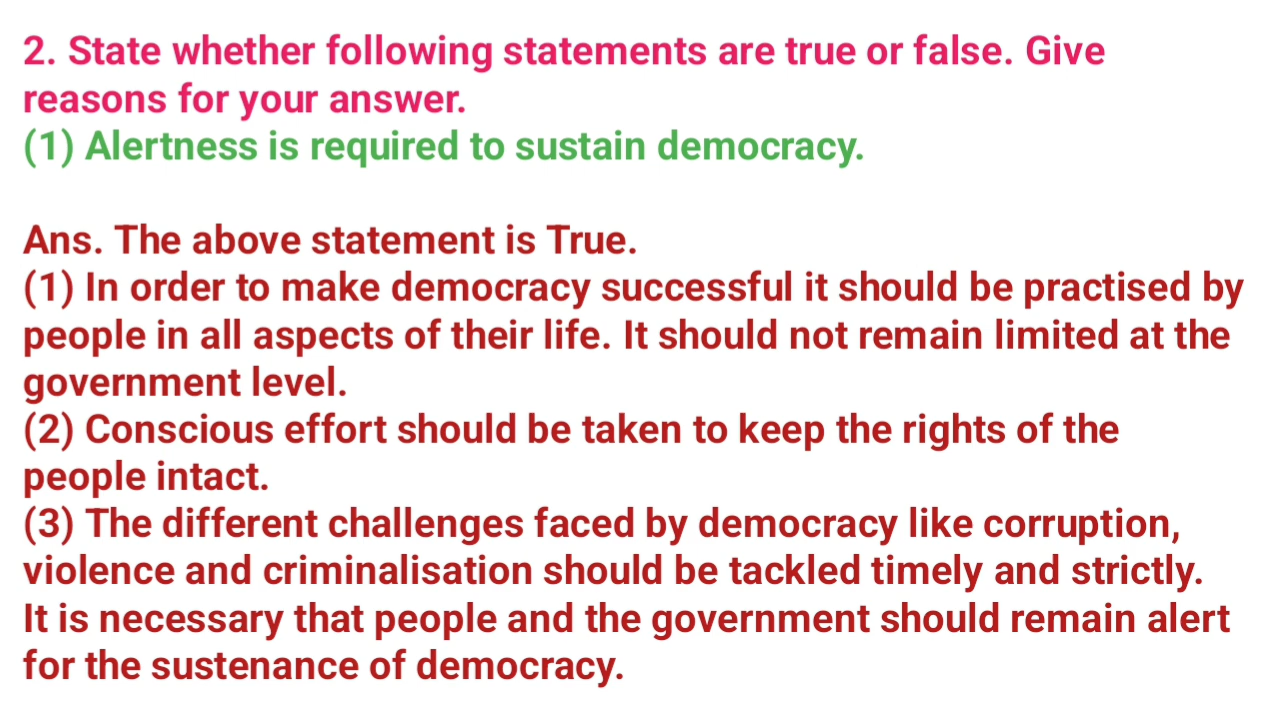 2. State whether following statements are true or false. Give
reasons for your answer.
(1) Alertness is required to sustain democracy.
Ans. The above statement is True.
(1) In order to make democracy successful it should be practised by
people in all aspects of their life. It should not remain limited at the
government level.
(2) Conscious effort should be taken to keep the rights of the
people intact.
(3) The different challenges faced by democracy like corruption,
violence and criminalisation should be tackled timely and strictly.
It is necessary that people and the government should remain alert
for the sustenance of democracy.